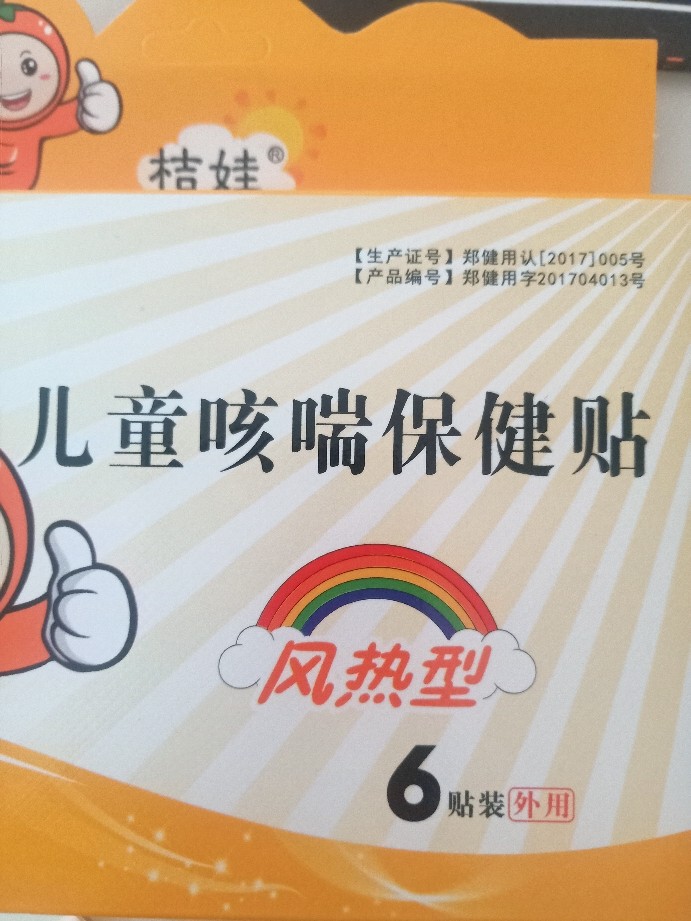 桔娃®
【生产证号】郑健用认[2017]005号
【产品编号】郑健用字201704013号
儿童咳喘保健贴
风热型
6贴装 外用